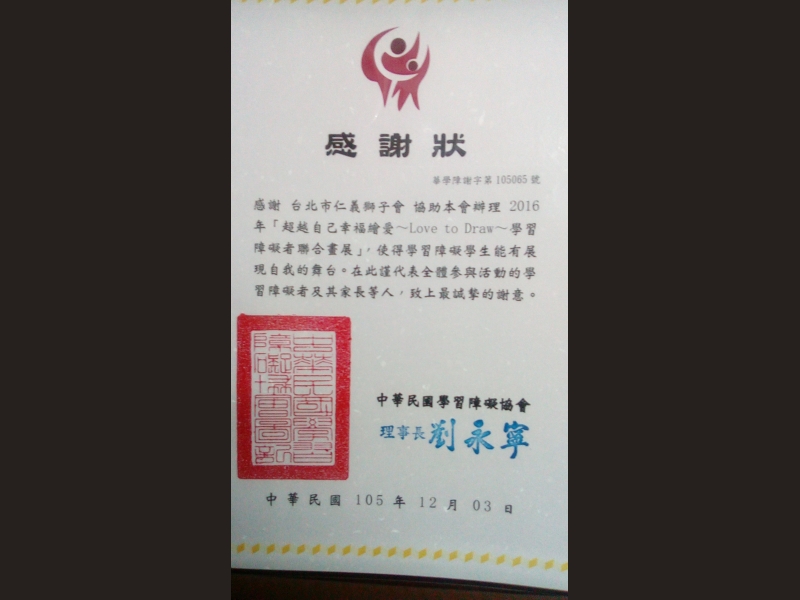 感謝狀
華學障謝字第105065號
感謝 台北市仁義獅子會 協助本會辦理 2016
年「超越自己幸福繪愛～Love to Draw～學習
障礙者聯合畫展」，使得學習障礙學生能有展
現自我的舞台。在此謹代表全體參與活動的學
習障礙者及其家長等人，致上最誠摯的謝意。
中華民國學習障礙協會
理事長 劉永寧
中華民國 105 年 12 月 03 日